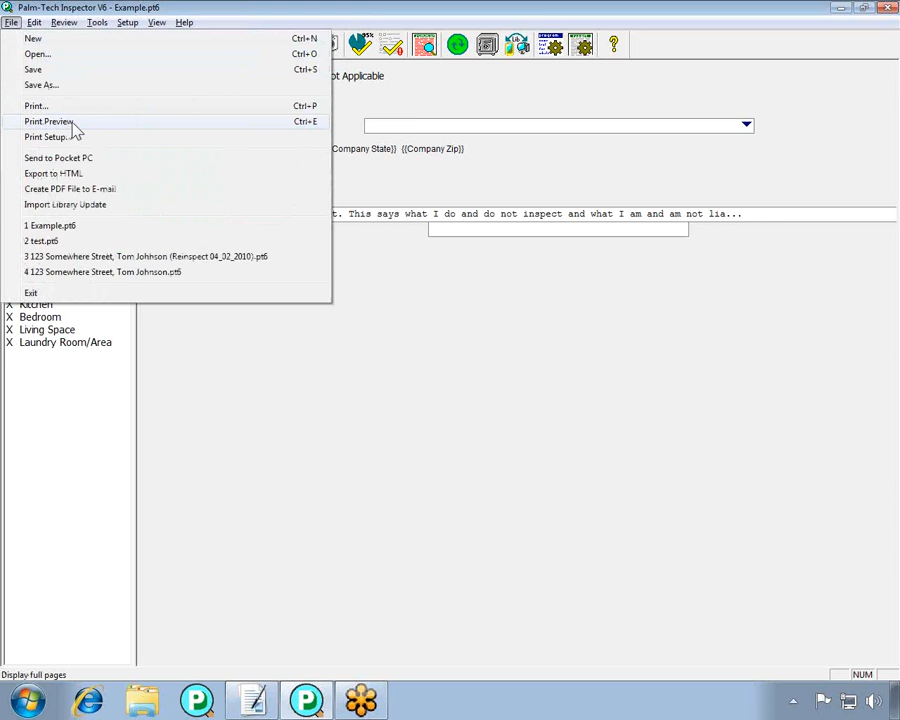 Palm-Tech Inspector V6 - Example.pt6
File Edit Review Tools Setup View Help
New Ctrl+N
Open... Ctrl+O
Save Ctrl+S
Save As...
Print... Ctrl+P
Print Preview Ctrl+E
Print Setup...
Send to Pocket PC
Export to HTML
Create PDF File to E-mail
Import Library Update
1 Example.pt6
2 test.pt6
3 123 Somewhere Street, Tom Johnson (Reinspect 04_02_2010).pt6
4 123 Somewhere Street, Tom Johnson.pt6
Exit
ot Applicable
Company State}} {{Company Zip}}
t. This says what I do and do not inspect and what I am and am not lia...
X Kitchen
X Bedroom
X Living Space
X Laundry Room/Area
Display full pages
NUM